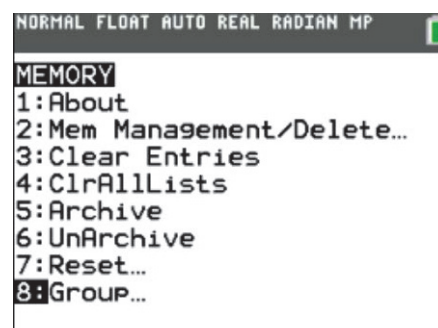 NORMAL FLOAT AUTO REAL RADIAN MP
MEMORY
1:About
2:Mem Management/Delete…
3:Clear Entries
4:ClrAllLists
5:Archive
6:UnArchive
7:Reset…
8:Group…